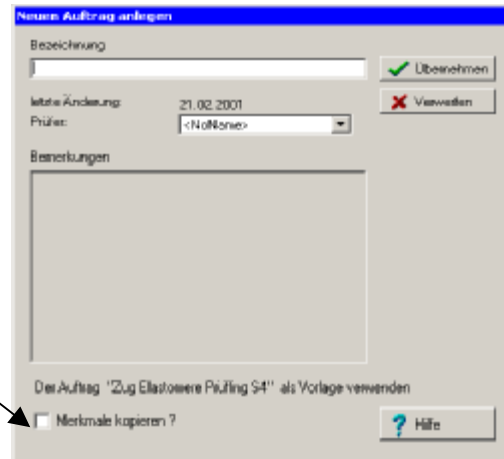 Neuen Auftrag anlegen
Bezeichnung
Übernehmen
letzte Änderung: 21.02.2001
Verwerfen
Prüfer: <NoName>
Bemerkungen
Der Auftrag "Zug Elastomere Prüfling S4" als Vorlage verwenden
Merkmale kopieren ?
Hilfe